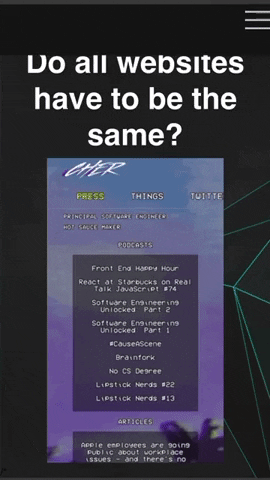 Do all websites
have to be the
same?
CHER
PRESS THINGS TWITTE
PRINCIPAL SOFTWARE ENGINEER
HOT SAUCE MAKER
PODCASTS
Front End Happy Hour
React at Starbucks on Real
Talk JavaScript #74
Software Engineering
Unlocked Part 2
Software Engineering
Unlocked Part 1
#CauseAScene
Brainfork
No CS Degree
Lipstick Nerds #22
Lipstick Nerds #13
ARTICLES
Apple employees are going
public about workplace
issues - and there's no